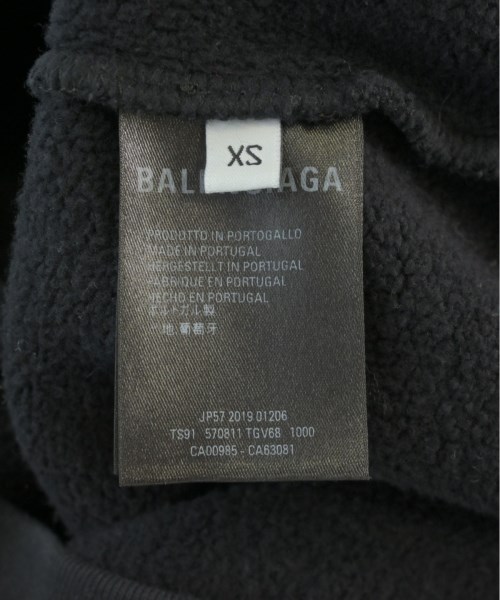 XS
BALENCIAGA
PRODOTTO IN PORTOGALLO
MADE IN PORTUGAL
HERGESTELLT IN PORTUGAL
FABRIQUE EN PORTUGAL
HECHO EN PORTUGAL
ポルトガル製
产地:葡萄牙
JP57 2019 01206
TS91 570811 TGV68 1000
CA00985 - CA63081